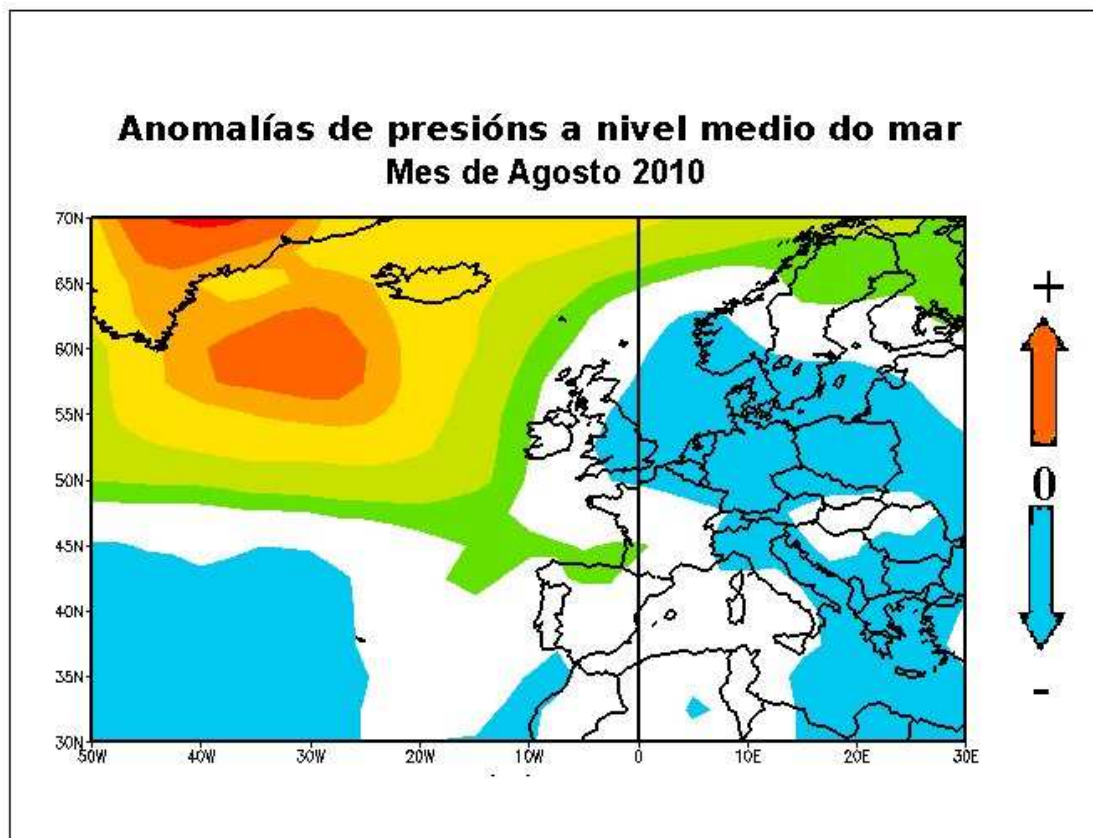 Anomalías de presións a nivel medio do mar
Mes de Agosto 2010
70N
65N
60N
55N
50N
45N
40N
35N
30N
50W 40W 30W 20W 10W 0 10E 20E 30E
+
0
-